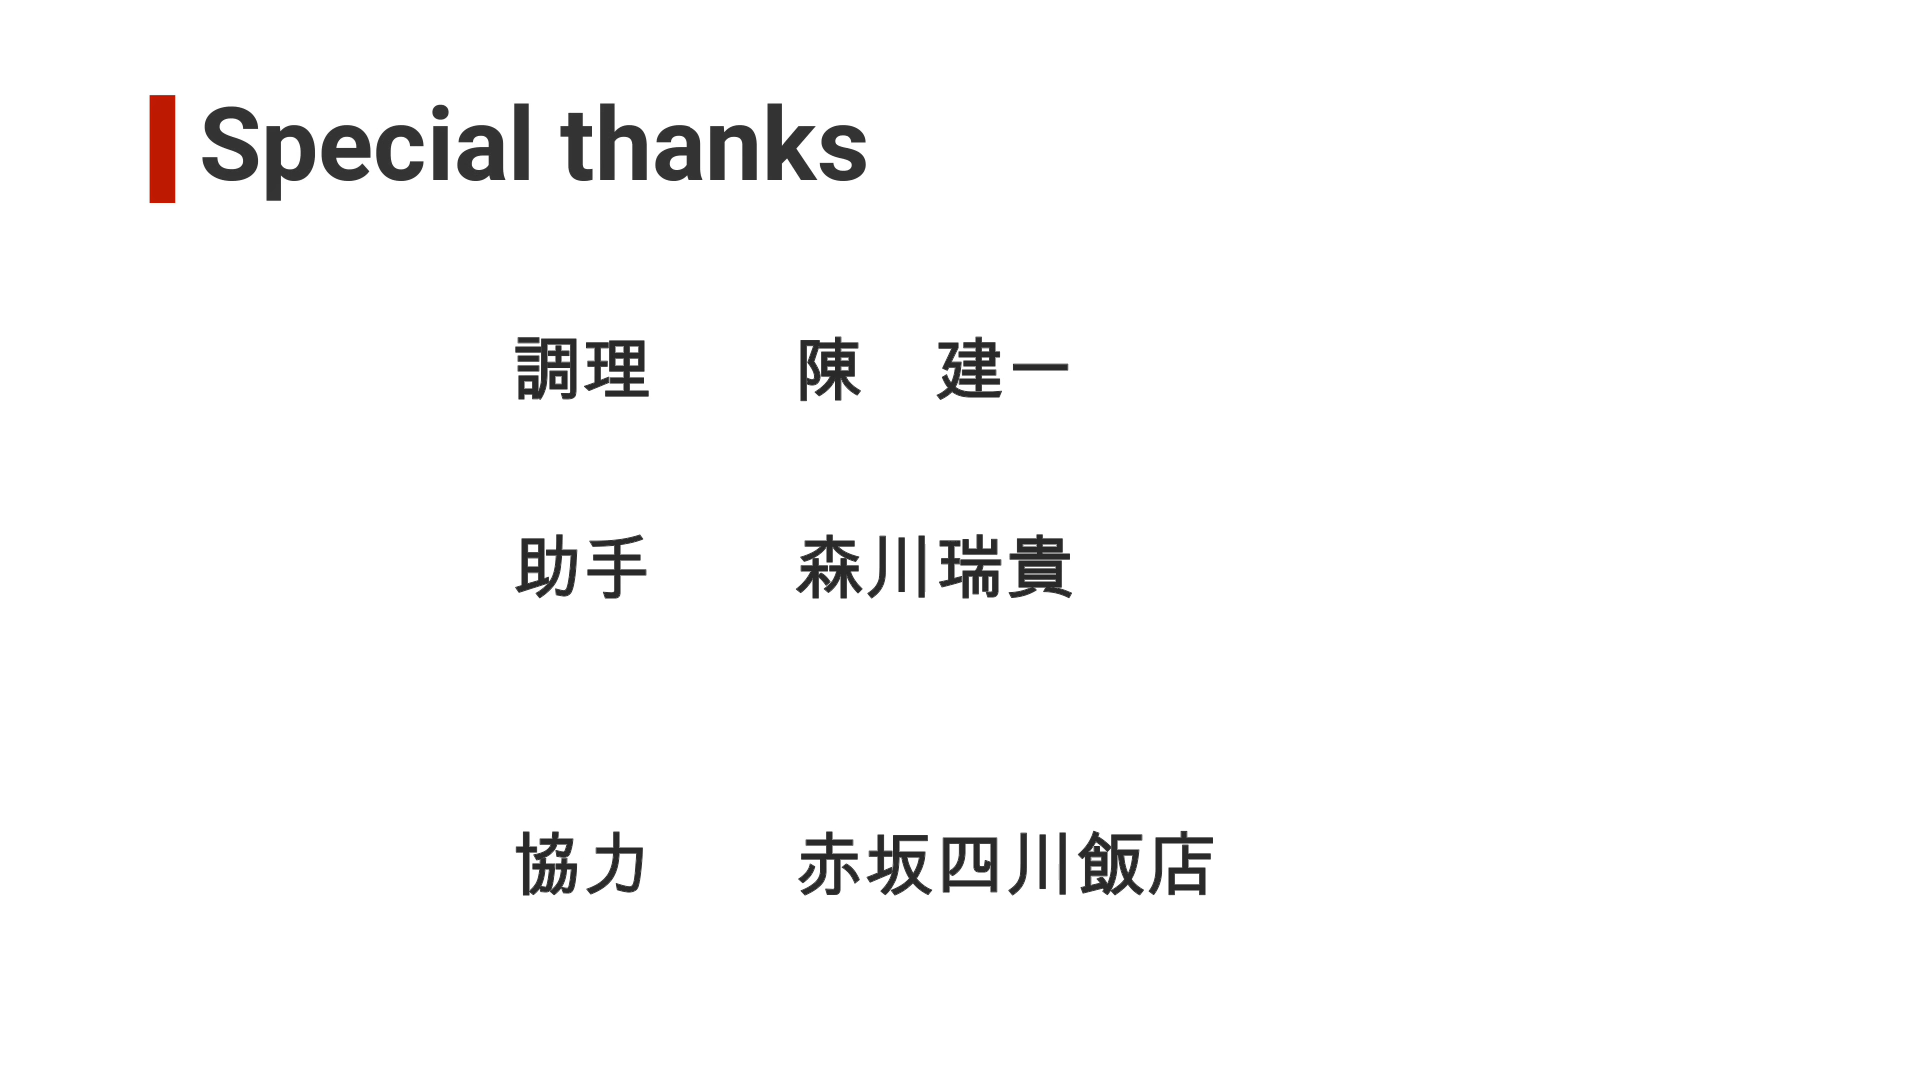 Special thanks
調理　　陳　建一
助手　　森川瑞貴
協力　　赤坂四川飯店